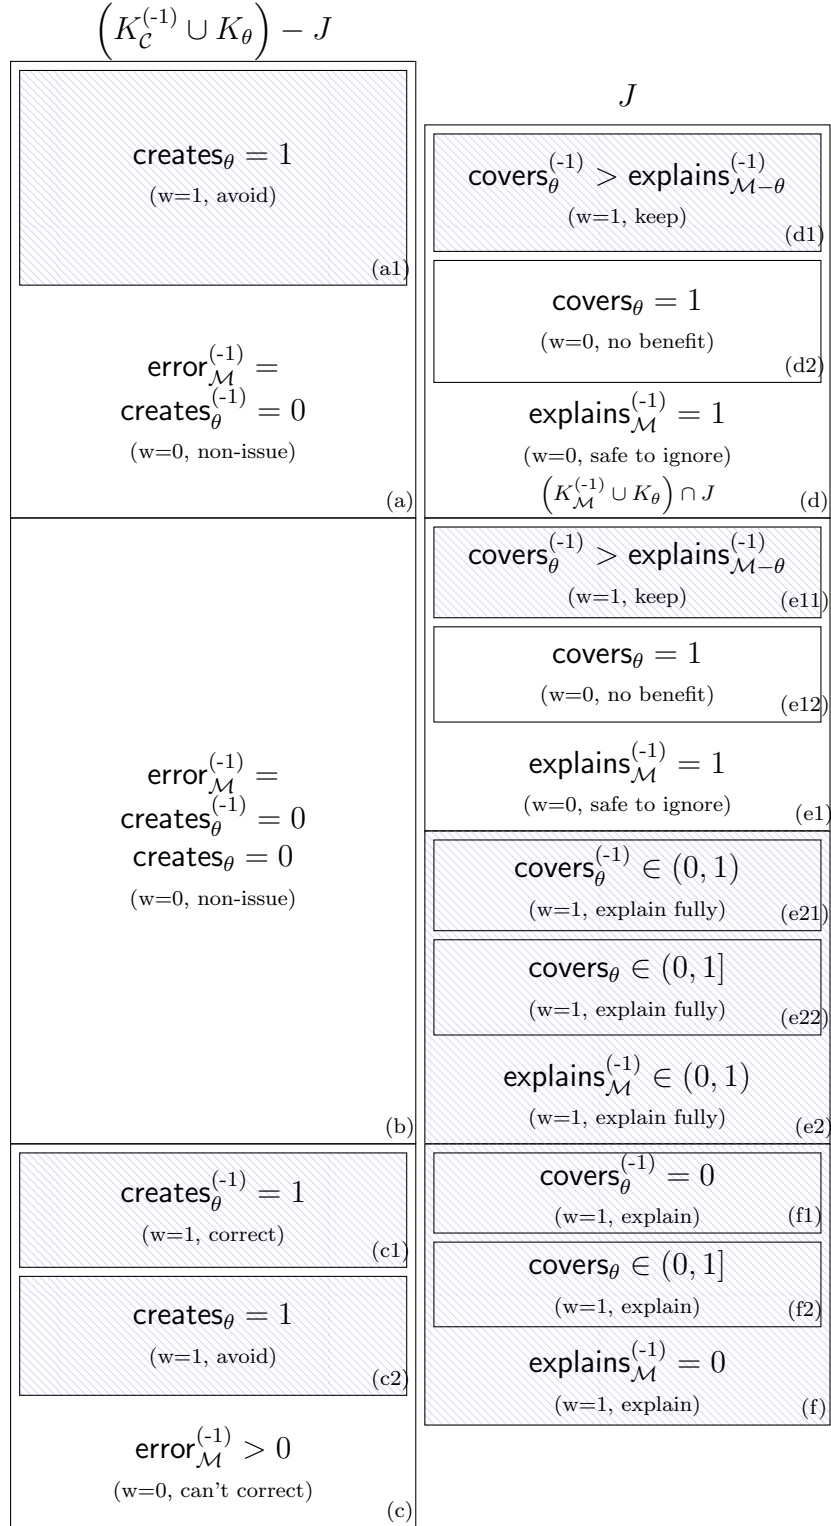 (K_C^(-1) ∪ K_θ) − J
creates_θ = 1
(w=1, avoid)
(a1)
error_M^(-1) =
creates_θ^(-1) = 0
(w=0, non-issue)
(a)
error_M^(-1) =
creates_θ^(-1) = 0
creates_θ = 0
(w=0, non-issue)
(b)
creates_θ^(-1) = 1
(w=1, correct)
(c1)
creates_θ = 1
(w=1, avoid)
(c2)
error_M^(-1) > 0
(w=0, can't correct)
(c)
J
covers_θ^(-1) > explains_{M−θ}^(-1)
(w=1, keep)
(d1)
covers_θ = 1
(w=0, no benefit)
(d2)
explains_M^(-1) = 1
(w=0, safe to ignore)
(K_M^(-1) ∪ K_θ) ∩ J
(d)
covers_θ^(-1) > explains_{M−θ}^(-1)
(w=1, keep)
(e11)
covers_θ = 1
(w=0, no benefit)
(e12)
explains_M^(-1) = 1
(w=0, safe to ignore)
(e1)
covers_θ^(-1) ∈ (0, 1)
(w=1, explain fully)
(e21)
covers_θ ∈ (0, 1]
(w=1, explain fully)
(e22)
explains_M^(-1) ∈ (0, 1)
(w=1, explain fully)
(e2)
covers_θ^(-1) = 0
(w=1, explain)
(f1)
covers_θ ∈ (0, 1]
(w=1, explain)
(f2)
explains_M^(-1) = 0
(w=1, explain)
(f)